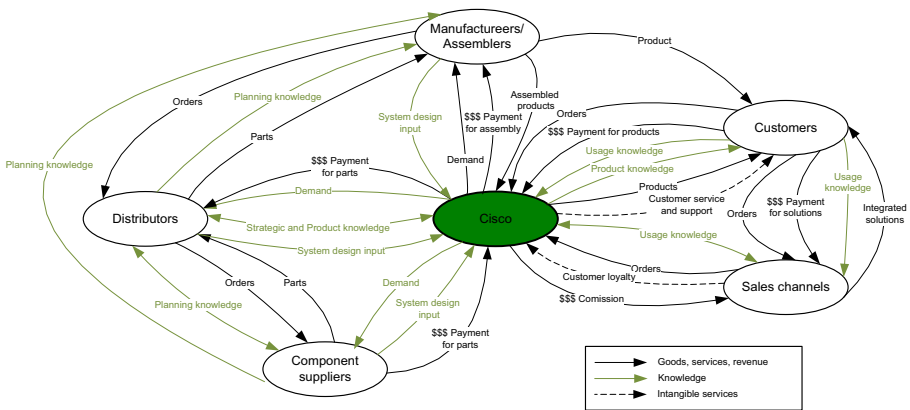 Manufactureers/
Assemblers
Product
Orders
Planning knowledge
Parts
System design
input
Demand
$$$ Payment
for assembly
Assembled
products
Orders
$$$ Payment for products
Usage knowledge
Product knowledge
Customers
Planning knowledge
$$$ Payment
for parts
Demand
Products
Customer service
and support
Usage
knowledge
Orders
$$$ Payment
for solutions
Integrated
solutions
Distributors
Strategic and Product knowledge
Cisco
System design input
Usage knowledge
Orders
Customer loyalty
$$$ Comission
Sales channels
Orders
Parts
Planning knowledge
Demand
System design
input
$$$ Payment
for parts
Component
suppliers
Goods, services, revenue
Knowledge
Intangible services